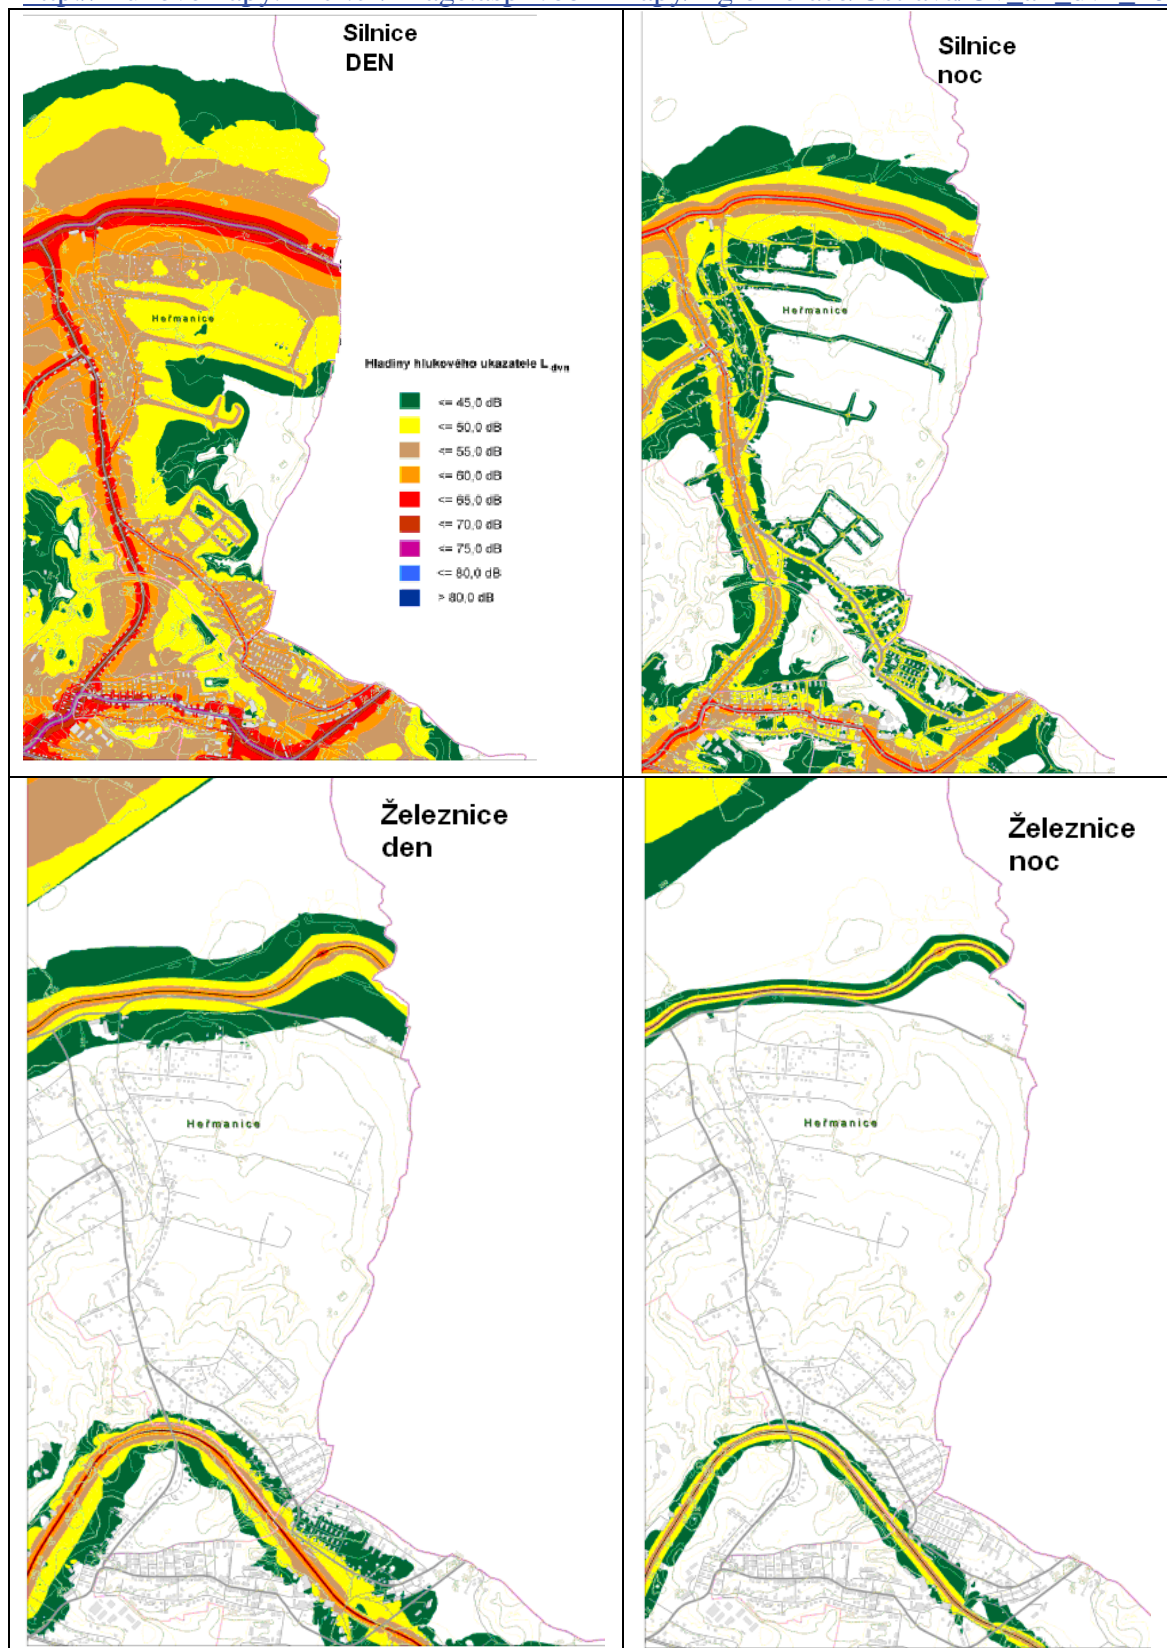 Silnice
DEN
Silnice
noc
Heřmanice
Heřmanice
Hladiny hlukového ukazatele L dvn
<= 45,0 dB
<= 50,0 dB
<= 55,0 dB
<= 60,0 dB
<= 65,0 dB
<= 70,0 dB
<= 75,0 dB
<= 80,0 dB
> 80,0 dB
Železnice
den
Železnice
noc
Heřmanice
Heřmanice